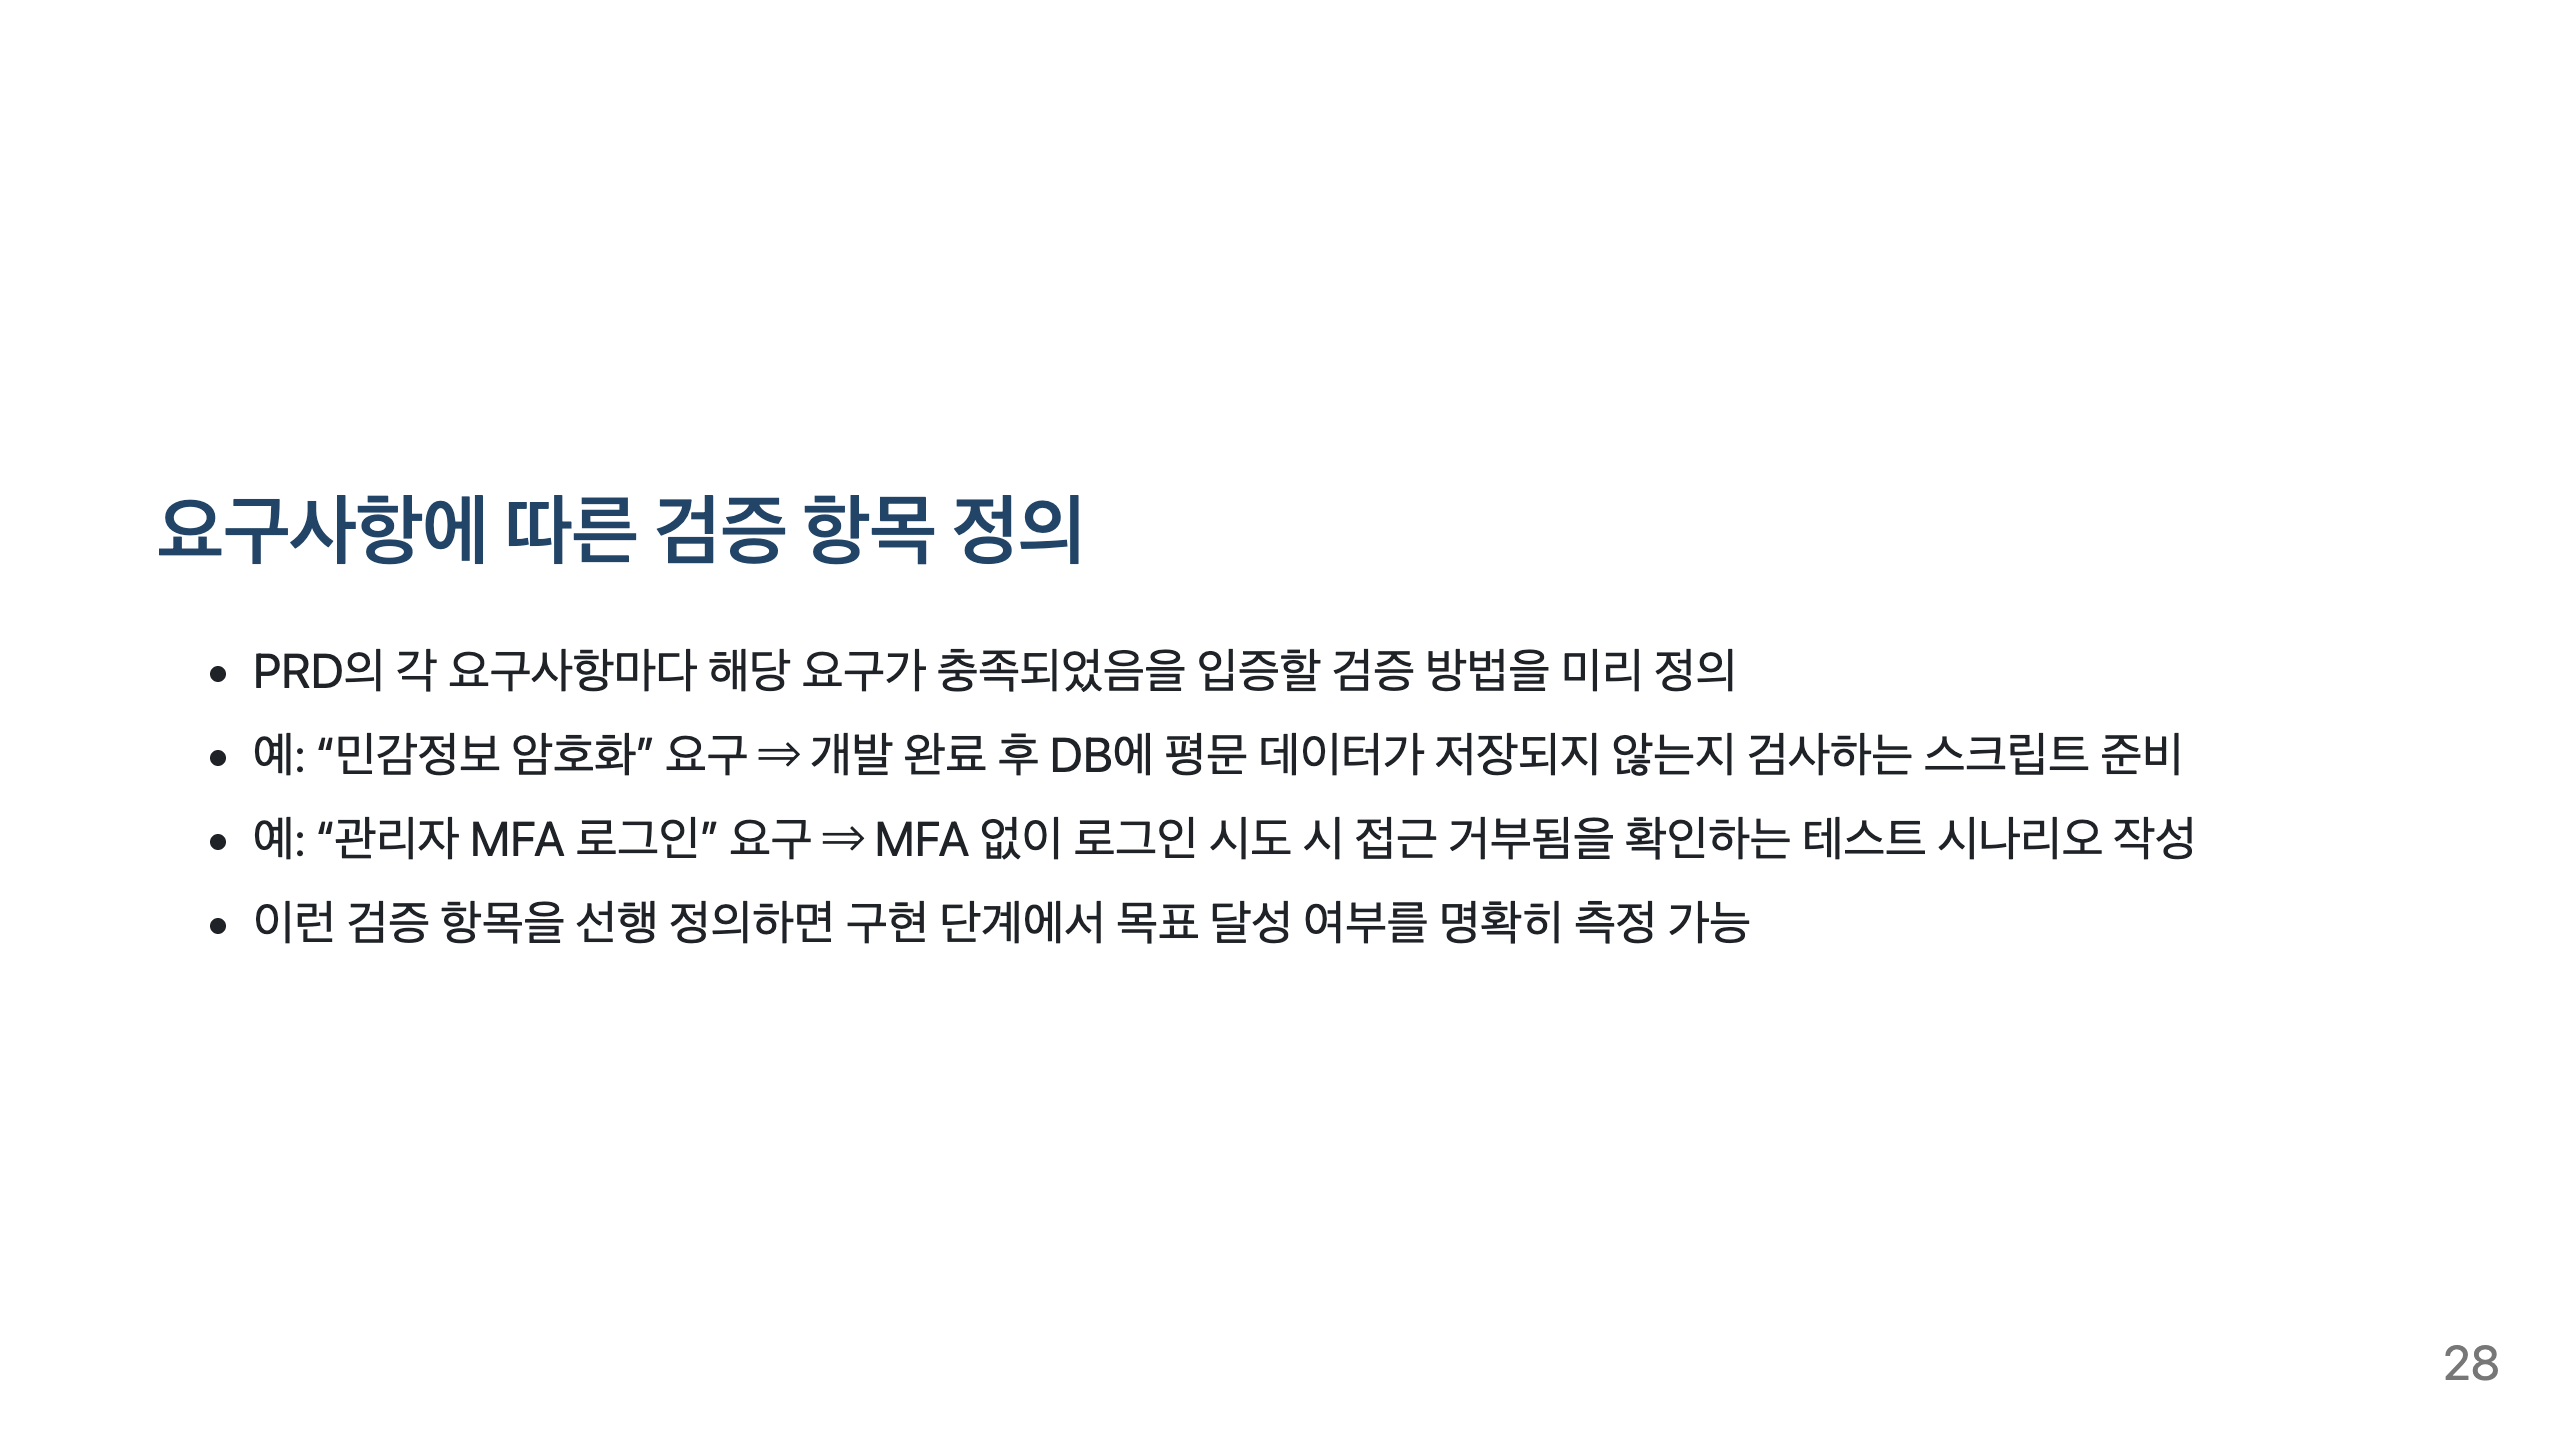 요구사항에 따른 검증 항목 정의
• PRD의 각 요구사항마다 해당 요구가 충족되었음을 입증할 검증 방법을 미리 정의
• 예: “민감정보 암호화” 요구 ⇒ 개발 완료 후 DB에 평문 데이터가 저장되지 않는지 검사하는 스크립트 준비
• 예: “관리자 MFA 로그인” 요구 ⇒ MFA 없이 로그인 시도 시 접근 거부됨을 확인하는 테스트 시나리오 작성
• 이런 검증 항목을 선행 정의하면 구현 단계에서 목표 달성 여부를 명확히 측정 가능
28